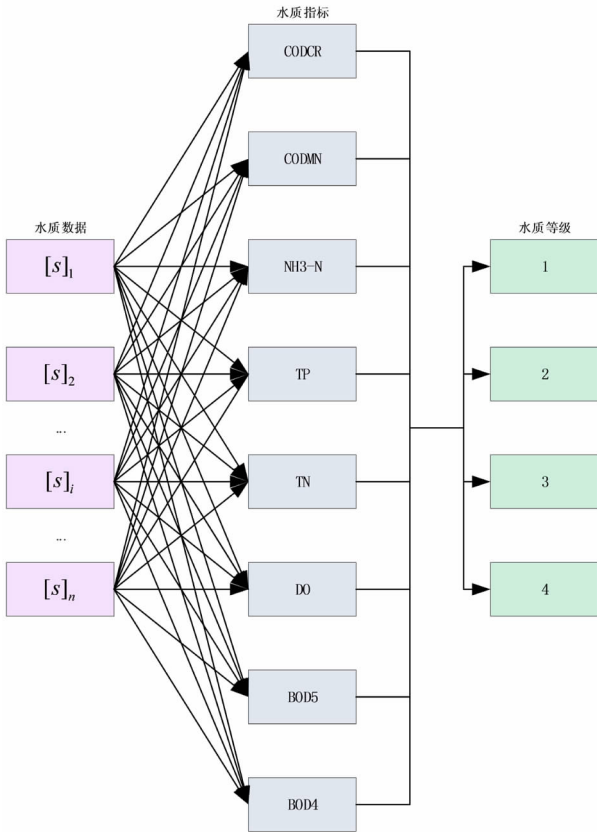 水质指标
CODCR
CODMN
水质数据
水质等级
[s]₁
NH3-N
1
[s]₂
TP
2
...
[s]ᵢ
TN
3
...
[s]ₙ
DO
4
BOD5
BOD4